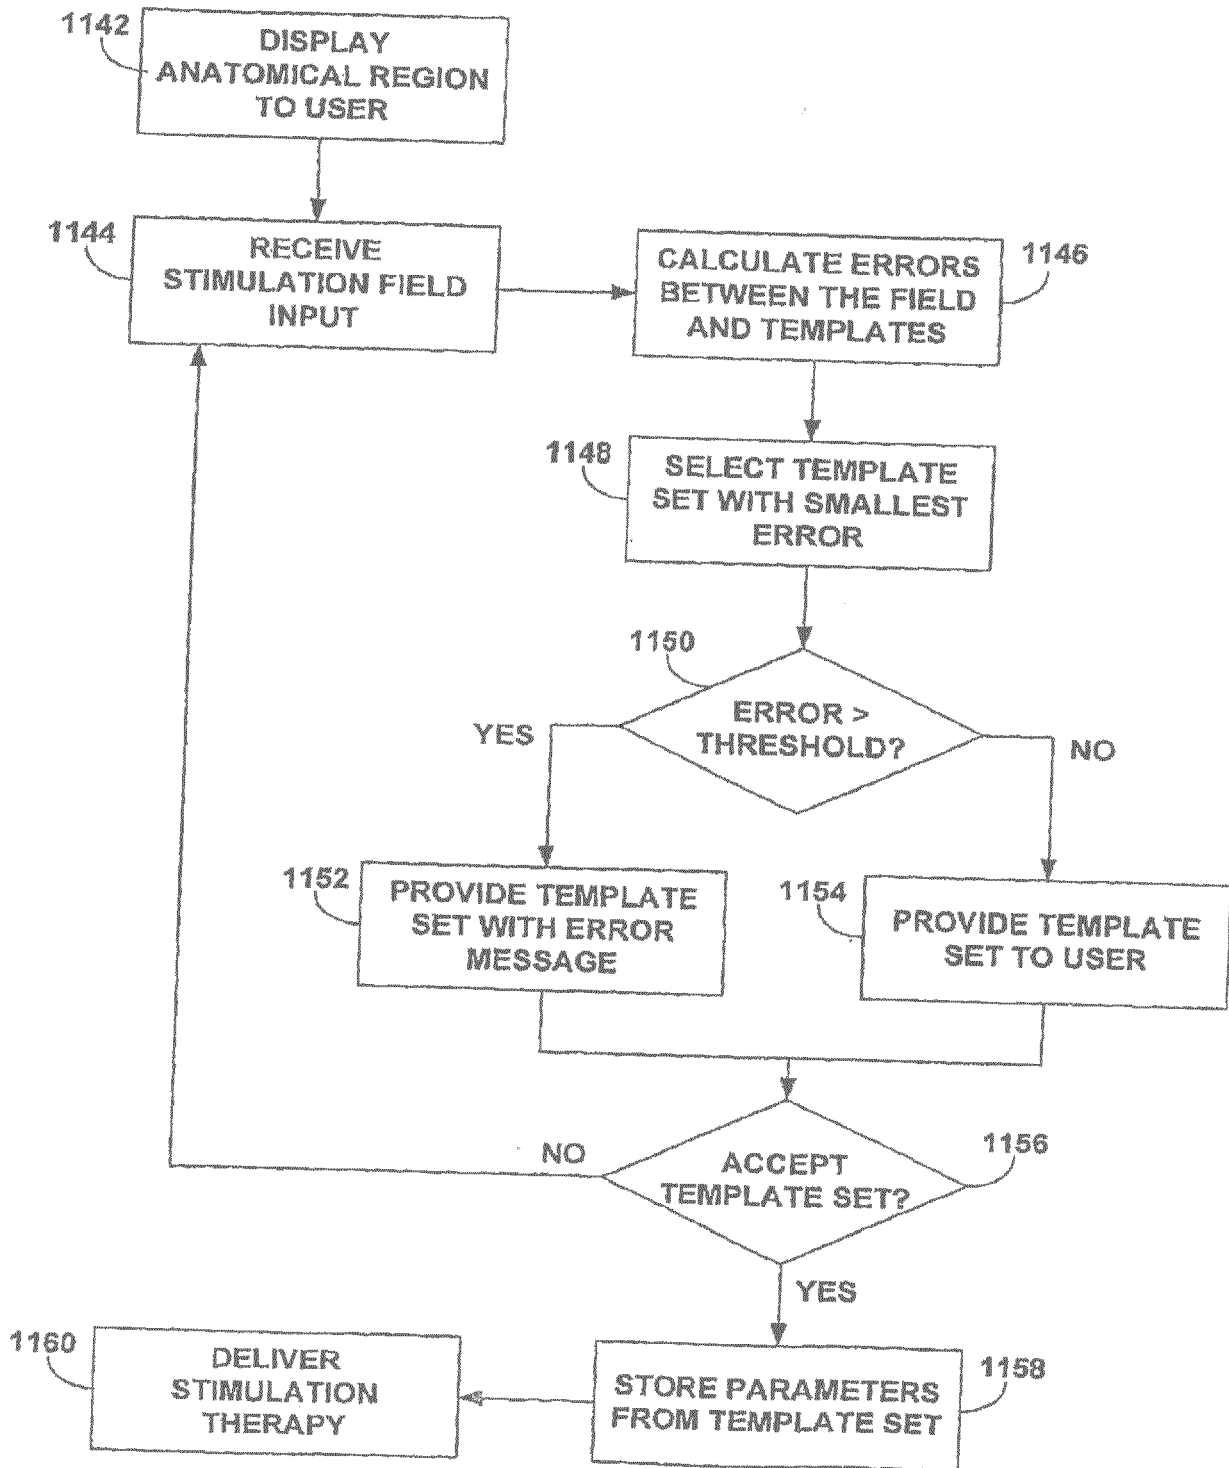 1142
DISPLAY
ANATOMICAL REGION
TO USER
1144
RECEIVE
STIMULATION FIELD
INPUT
1146
CALCULATE ERRORS
BETWEEN THE FIELD
AND TEMPLATES
1148
SELECT TEMPLATE
SET WITH SMALLEST
ERROR
1150
ERROR >
THRESHOLD?
YES
NO
1152
PROVIDE TEMPLATE
SET WITH ERROR
MESSAGE
1154
PROVIDE TEMPLATE
SET TO USER
NO
1156
ACCEPT
TEMPLATE SET?
YES
1160
DELIVER
STIMULATION
THERAPY
1158
STORE PARAMETERS
FROM TEMPLATE SET